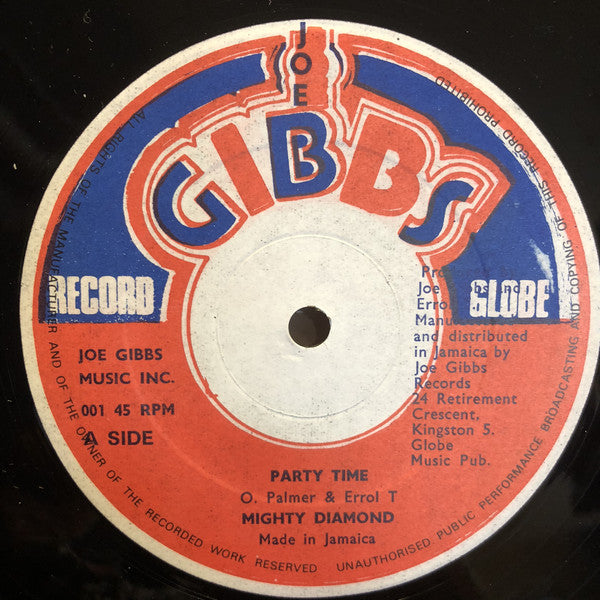 JOE
GIBBS
RECORD
GLOBE
JOE GIBBS
MUSIC INC.
001 45 RPM
A SIDE
Joe
Manu
and distributed
in Jamaica by
Joe Gibbs
Records
24 Retirement
Crescent,
Kingston 5.
Globe
Music Pub.
PARTY TIME
O. Palmer & Errol T
MIGHTY DIAMOND
Made in Jamaica
ALL RIGHTS OF THE MANUFACTURER AND OF THE OWNER OF THE RECORDED WORK RESERVED UNAUTHORISED PUBLIC PERFORMANCE BROADCASTING AND COPYING OF THIS RECORD PROHIBITED